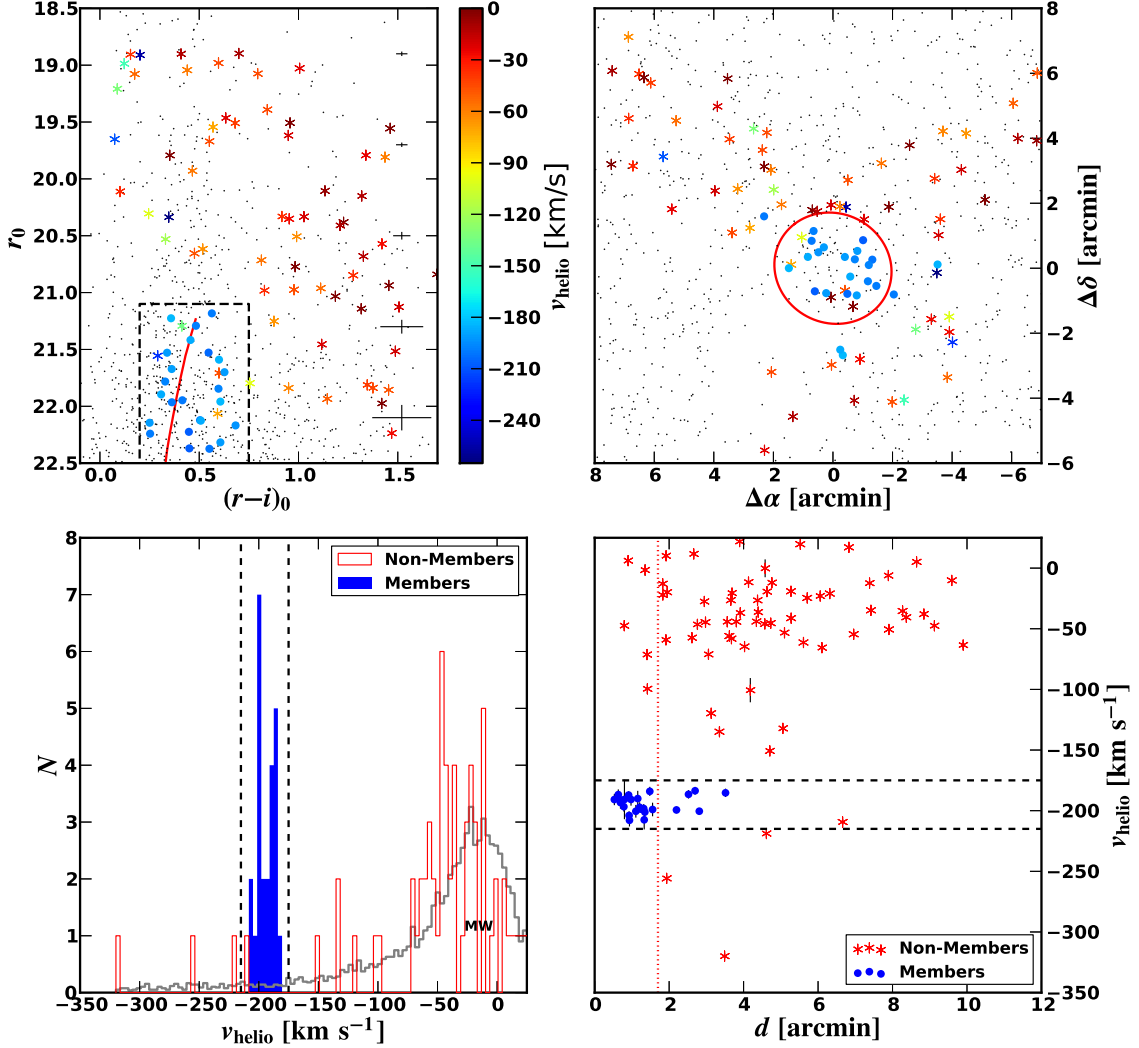 18.5
19.0
19.5
20.0
20.5
21.0
21.5
22.0
22.5
r₀
0.0 0.5 1.0 1.5
(r−i)₀
0
−30
−60
−90
−120
−150
−180
−210
−240
v_helio [km/s]
8
6
4
2
0
−2
−4
−6
Δδ [arcmin]
8 6 4 2 0 −2 −4 −6
Δα [arcmin]
8
7
6
5
4
3
2
1
0
N
Non-Members
Members
MW
−350 −300 −250 −200 −150 −100 −50 0
v_helio [km s⁻¹]
0
−50
−100
−150
−200
−250
−300
−350
v_helio [km s⁻¹]
Non-Members
Members
0 2 4 6 8 10 12
d [arcmin]